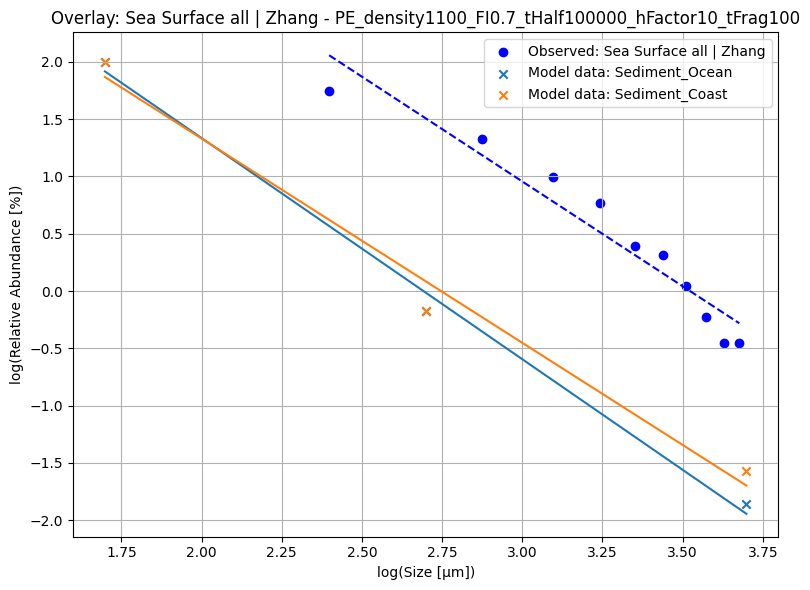 Overlay: Sea Surface all | Zhang - PE_density1100_FI0.7_tHalf100000_hFactor10_tFrag100
Observed: Sea Surface all | Zhang
Model data: Sediment_Ocean
Model data: Sediment_Coast
log(Relative Abundance [%])
2.0
1.5
1.0
0.5
0.0
−0.5
−1.0
−1.5
−2.0
1.75 2.00 2.25 2.50 2.75 3.00 3.25 3.50 3.75
log(Size [μm])